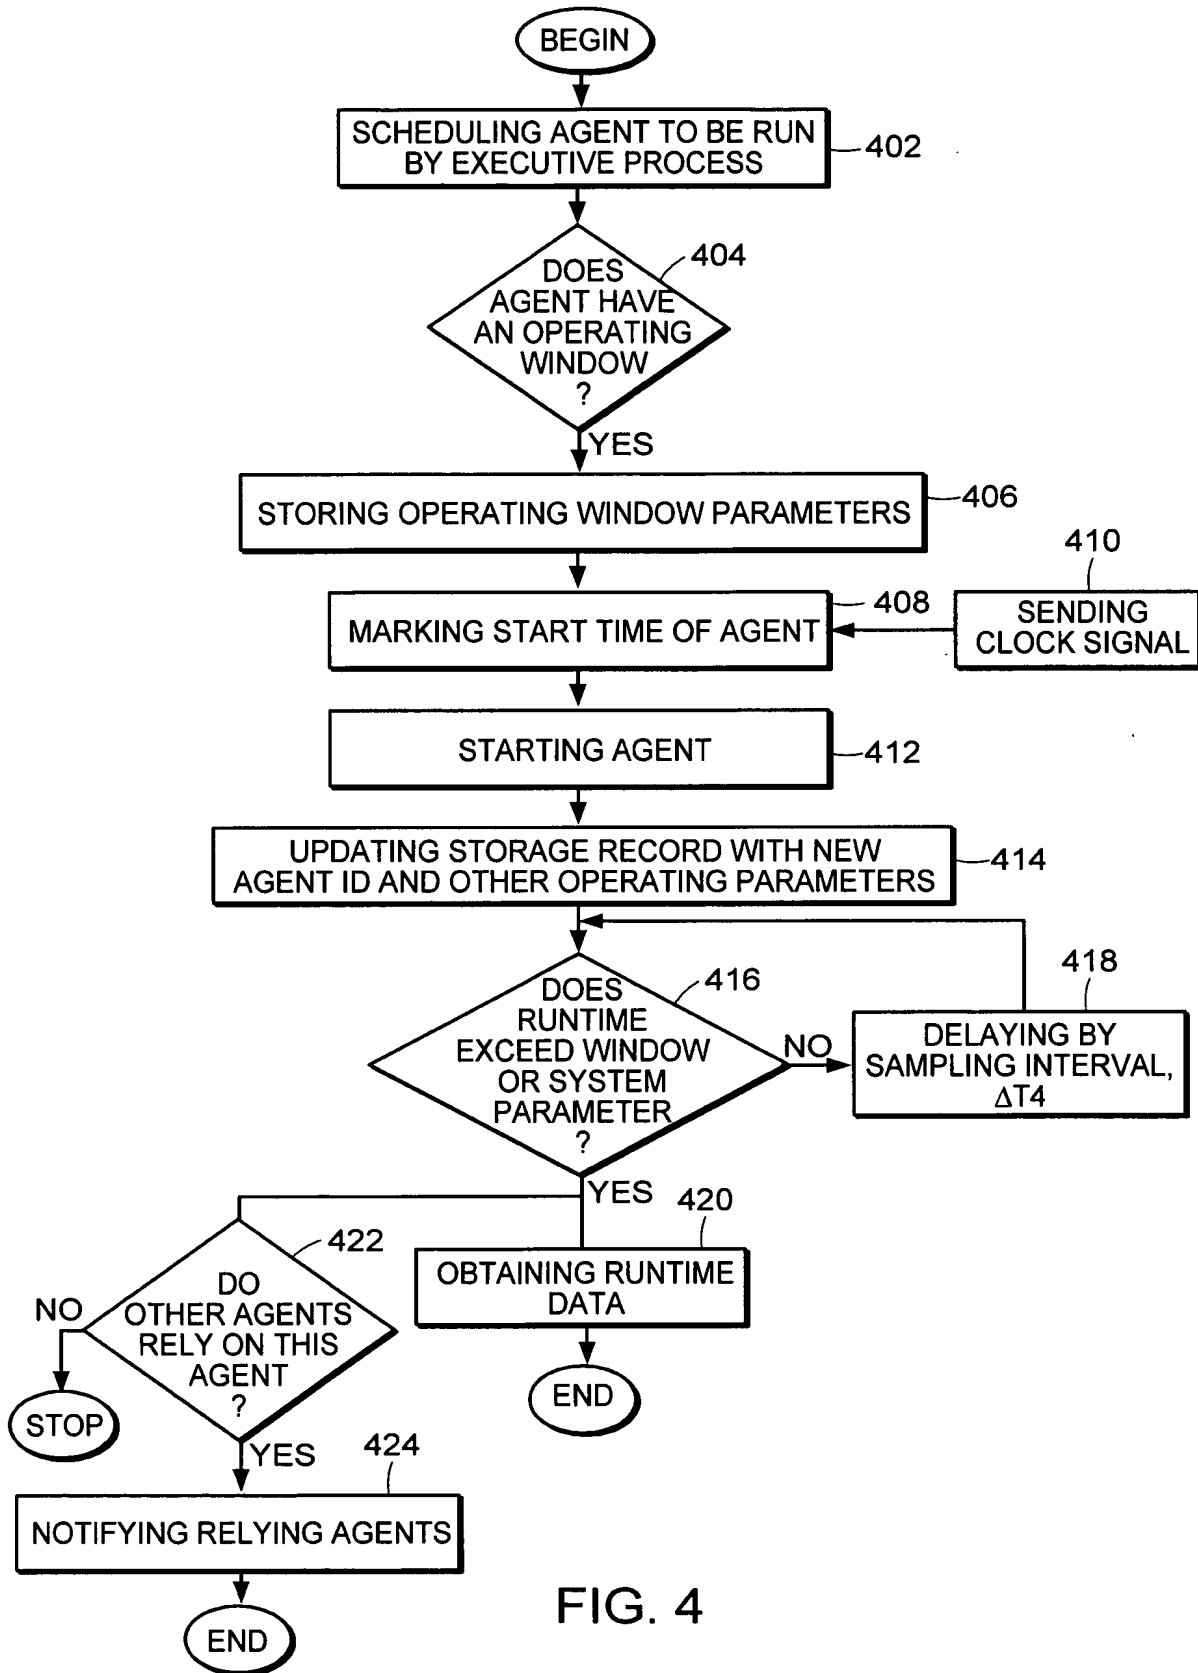 BEGIN
SCHEDULING AGENT TO BE RUN
BY EXECUTIVE PROCESS
402
DOES
AGENT HAVE
AN OPERATING
WINDOW
?
404
YES
STORING OPERATING WINDOW PARAMETERS
406
MARKING START TIME OF AGENT
408
410
SENDING
CLOCK SIGNAL
STARTING AGENT
412
UPDATING STORAGE RECORD WITH NEW
AGENT ID AND OTHER OPERATING PARAMETERS
414
DOES
RUNTIME
EXCEED WINDOW
OR SYSTEM
PARAMETER
?
416
NO
418
DELAYING BY
SAMPLING INTERVAL,
ΔT4
YES
420
OBTAINING RUNTIME
DATA
END
422
DO
OTHER AGENTS
RELY ON THIS
AGENT
?
NO
STOP
YES
424
NOTIFYING RELYING AGENTS
END
FIG. 4